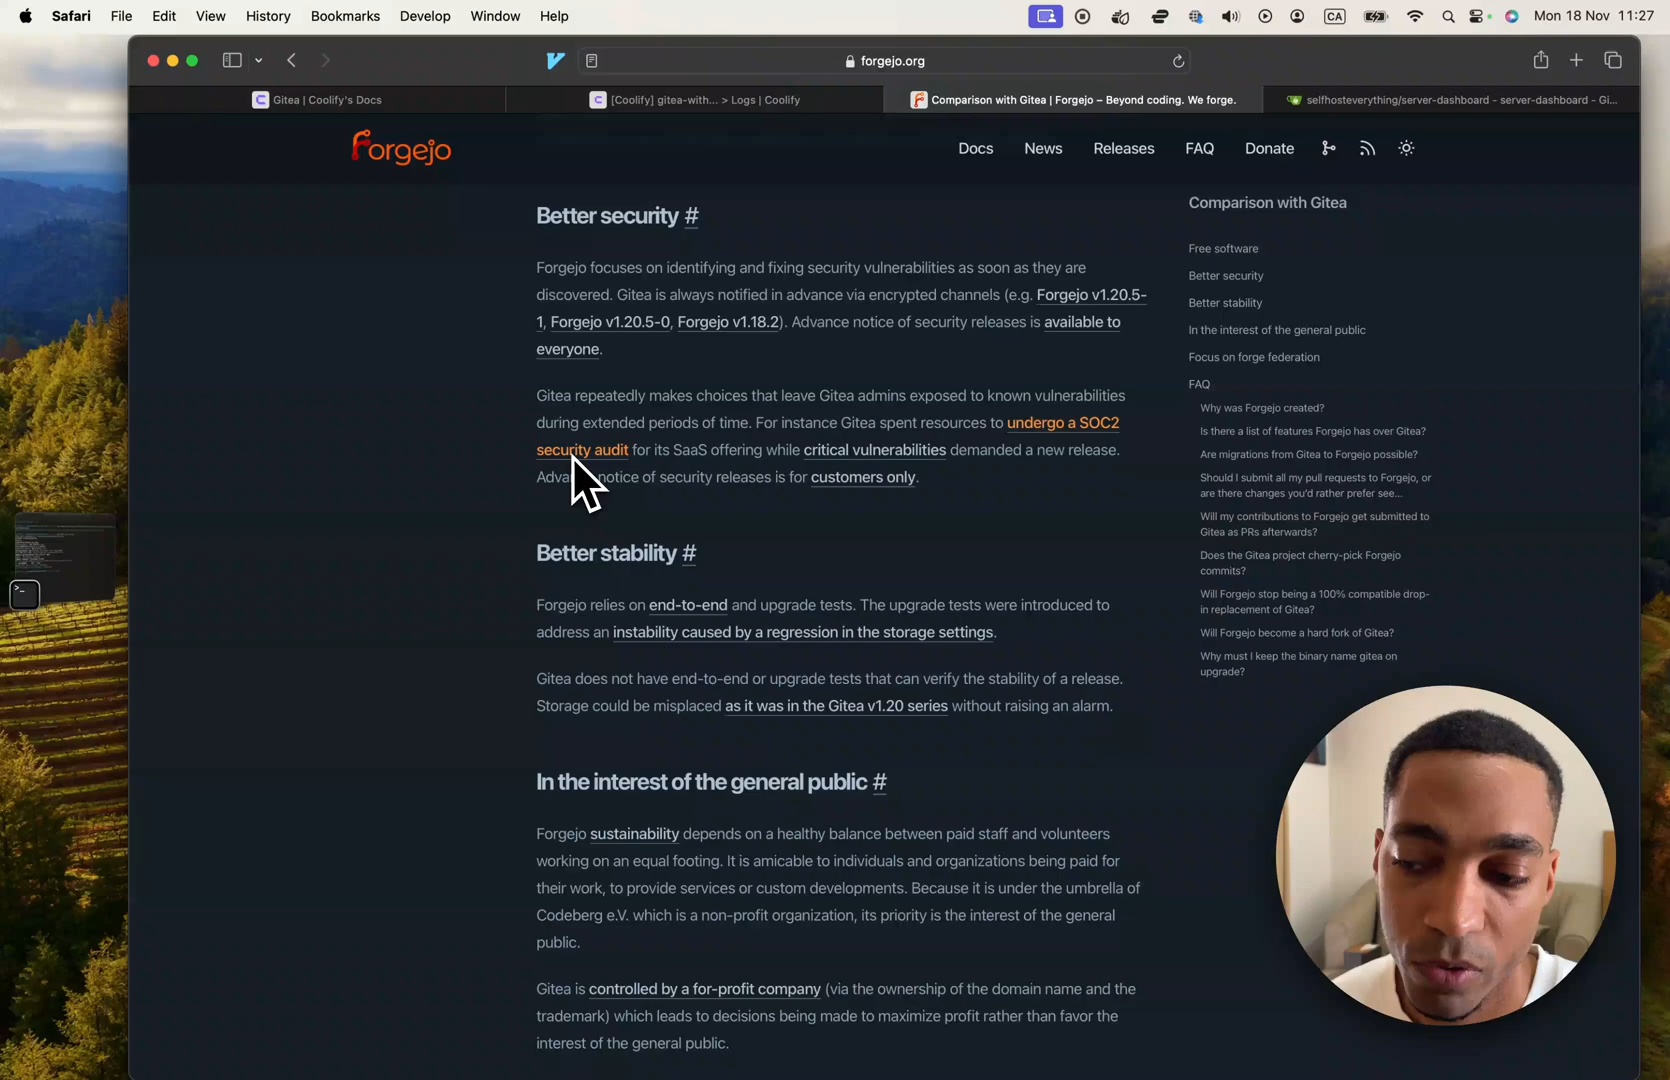 Safari File Edit View History Bookmarks Develop Window Help CA Mon 18 Nov 11:27
forgejo.org
Gitea | Coolify's Docs
[Coolify] gitea-with... > Logs | Coolify
Comparison with Gitea | Forgejo – Beyond coding. We forge.
selfhosteverything/server-dashboard - server-dashboard - Gi...
Forgejo
Docs News Releases FAQ Donate
Better security #
Forgejo focuses on identifying and fixing security vulnerabilities as soon as they are
discovered. Gitea is always notified in advance via encrypted channels (e.g. Forgejo v1.20.5-
1, Forgejo v1.20.5-0, Forgejo v1.18.2). Advance notice of security releases is available to
everyone.
Gitea repeatedly makes choices that leave Gitea admins exposed to known vulnerabilities
during extended periods of time. For instance Gitea spent resources to undergo a SOC2
security audit for its SaaS offering while critical vulnerabilities demanded a new release.
notice of security releases is for customers only.
Better stability #
Forgejo relies on end-to-end and upgrade tests. The upgrade tests were introduced to
address an instability caused by a regression in the storage settings.
Gitea does not have end-to-end or upgrade tests that can verify the stability of a release.
Storage could be misplaced as it was in the Gitea v1.20 series without raising an alarm.
In the interest of the general public #
Forgejo sustainability depends on a healthy balance between paid staff and volunteers
working on an equal footing. It is amicable to individuals and organizations being paid for
their work, to provide services or custom developments. Because it is under the umbrella of
Codeberg e.V. which is a non-profit organization, its priority is the interest of the general
public.
Gitea is controlled by a for-profit company (via the ownership of the domain name and the
trademark) which leads to decisions being made to maximize profit rather than favor the
interest of the general public.
Comparison with Gitea
Free software
Better security
Better stability
In the interest of the general public
Focus on forge federation
FAQ
Why was Forgejo created?
Is there a list of features Forgejo has over Gitea?
Are migrations from Gitea to Forgejo possible?
Should I submit all my pull requests to Forgejo, or
are there changes you'd rather prefer see...
Will my contributions to Forgejo get submitted to
Gitea as PRs afterwards?
Does the Gitea project cherry-pick Forgejo
commits?
Will Forgejo stop being a 100% compatible drop-
in replacement of Gitea?
Will Forgejo become a hard fork of Gitea?
Why must I keep the binary name gitea on
upgrade?